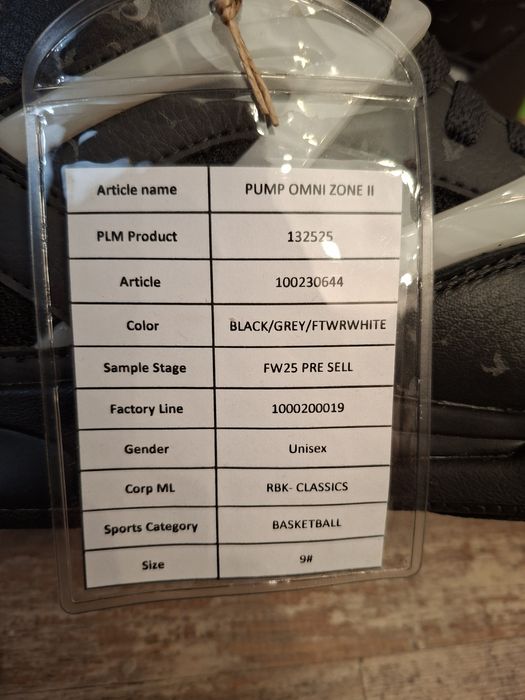 Article name PUMP OMNI ZONE II
PLM Product 132525
Article 100230644
Color BLACK/GREY/FTWRWHITE
Sample Stage FW25 PRE SELL
Factory Line 1000200019
Gender Unisex
Corp ML RBK- CLASSICS
Sports Category BASKETBALL
Size 9#